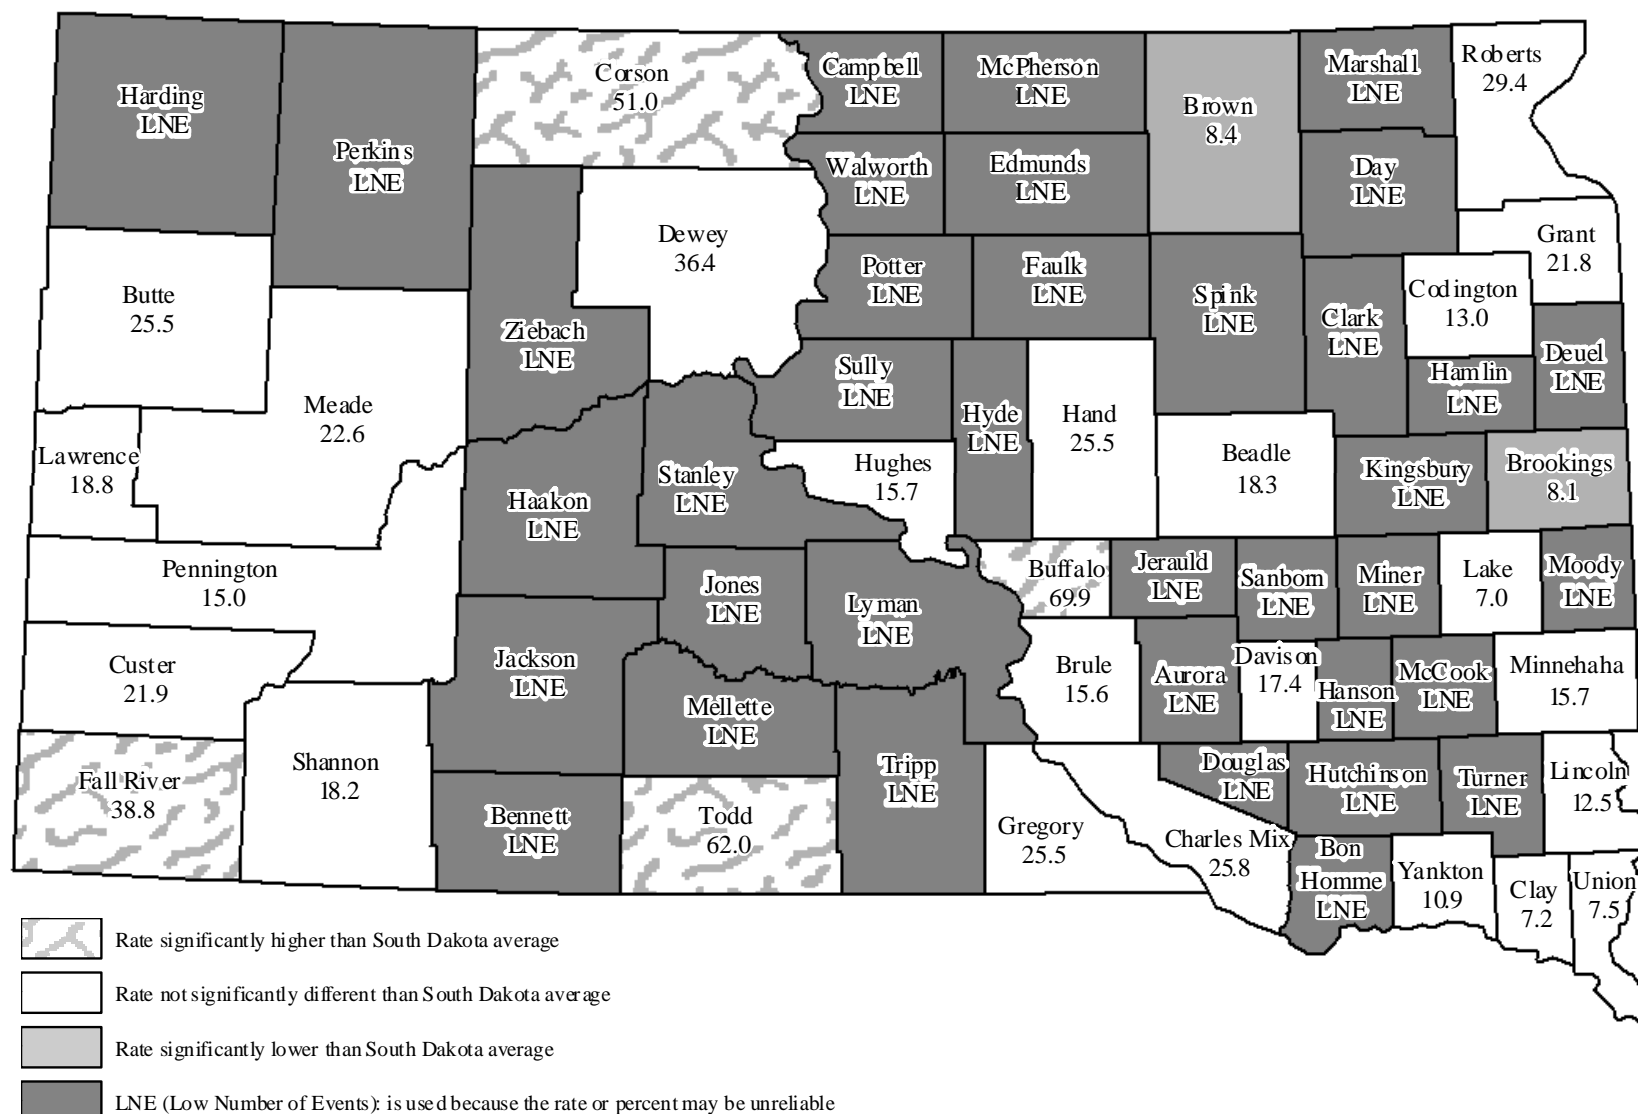 Harding
LNE
Perkins
LNE
Corson
51.0
Campbell
LNE
McPherson
LNE
Brown
8.4
Marshall
LNE
Roberts
29.4
Walworth
LNE
Edmunds
LNE
Day
LNE
Dewey
36.4
Grant
21.8
Butte
25.5
Potter
LNE
Faulk
LNE
Spink
LNE
Codington
13.0
Ziebach
LNE
Clark
LNE
Deuel
LNE
Meade
22.6
Sully
LNE
Hyde
LNE
Hand
25.5
Hamlin
LNE
Lawrence
18.8
Haakon
LNE
Stanley
LNE
Hughes
15.7
Beadle
18.3
Kingsbury
LNE
Brookings
8.1
Pennington
15.0
Jones
LNE
Lyman
LNE
Buffalo
69.9
Jerauld
LNE
Sanborn
LNE
Miner
LNE
Lake
7.0
Moody
LNE
Custer
21.9
Jackson
LNE
Mellette
LNE
Brule
15.6
Aurora
LNE
Davison
17.4
Hanson
LNE
McCook
LNE
Minnehaha
15.7
Fall River
38.8
Shannon
18.2
Bennett
LNE
Todd
62.0
Tripp
LNE
Gregory
25.5
Charles Mix
25.8
Douglas
LNE
Hutchinson
LNE
Turner
LNE
Lincoln
12.5
Bon
Homme
LNE
Yankton
10.9
Clay
7.2
Union
7.5
Rate significantly higher than South Dakota average
Rate not significantly different than South Dakota average
Rate significantly lower than South Dakota average
LNE (Low Number of Events): is used because the rate or percent may be unreliable